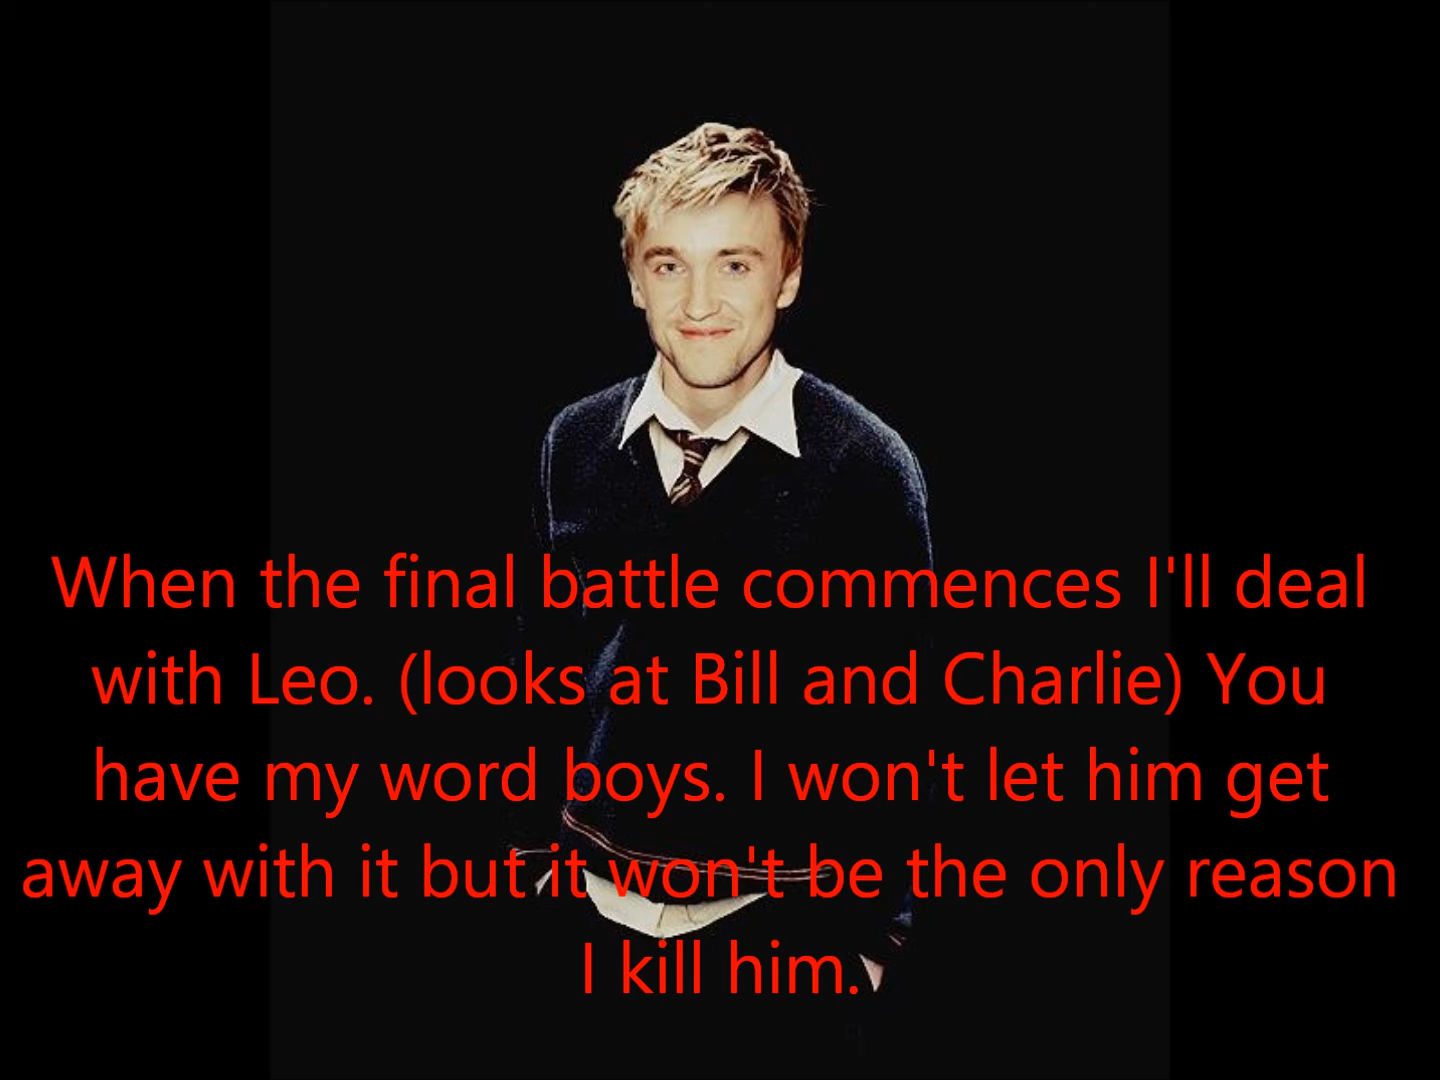 When the final battle commences I'll deal
with Leo. (looks at Bill and Charlie) You
have my word boys. I won't let him get
away with it but it won't be the only reason
I kill him.